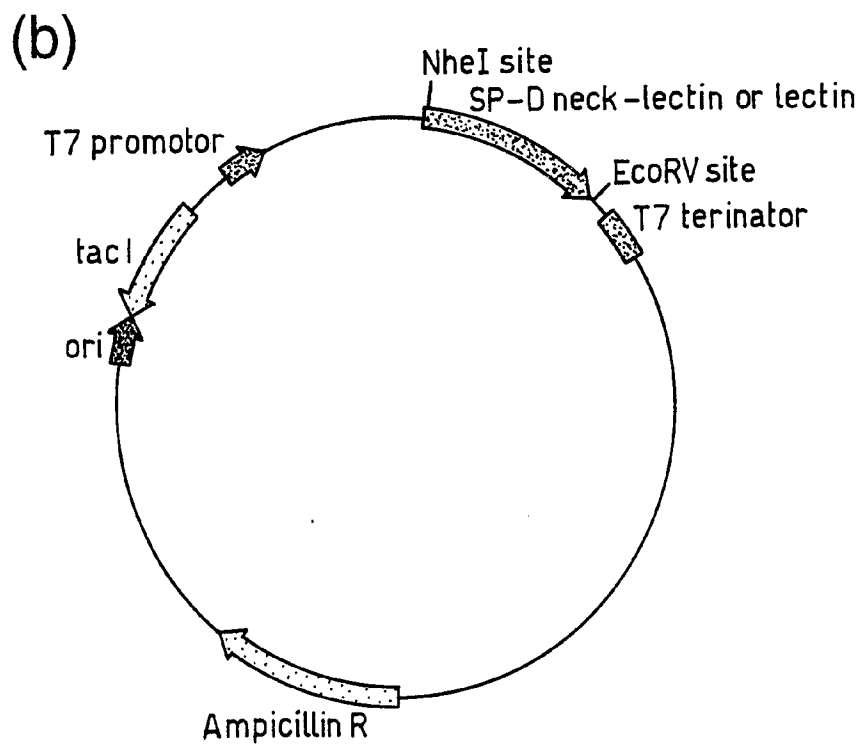 (b)
NheI site
SP-D neck-lectin or lectin
T7 promotor
EcoRV site
T7 terinator
tacI
ori
Ampicillin R